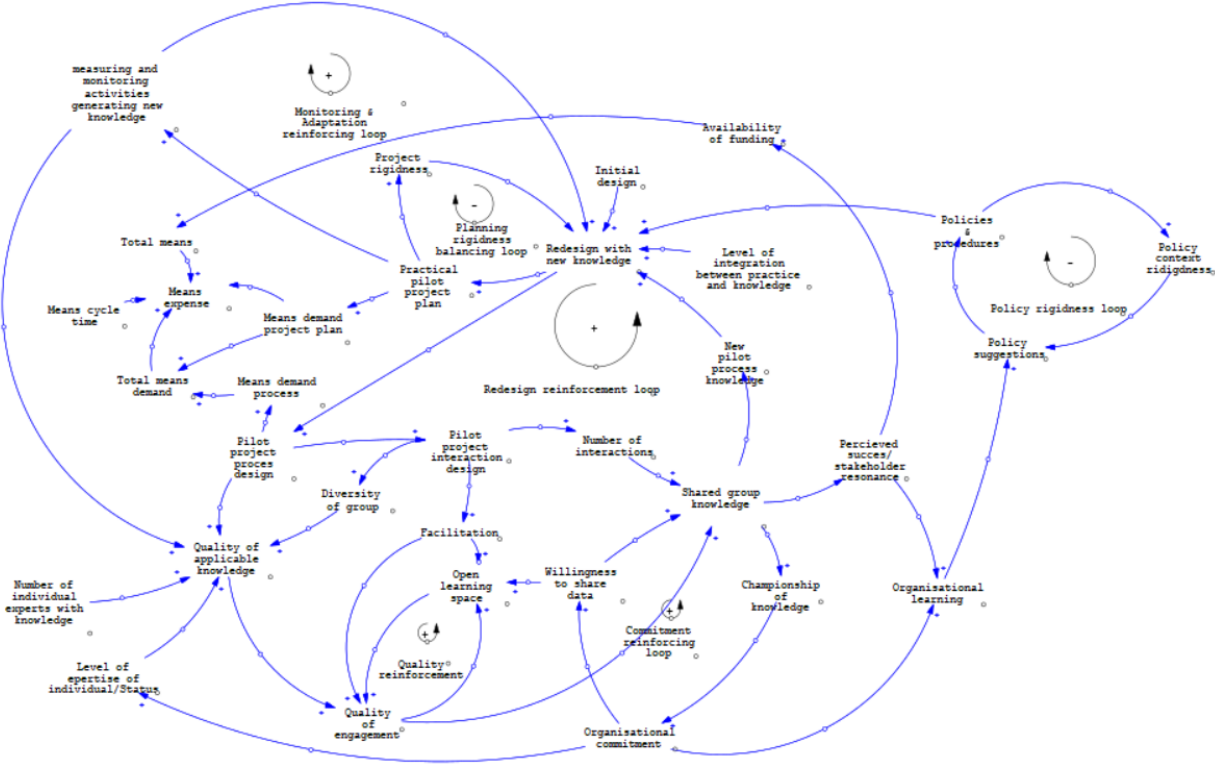 measuring and
monitoring
activities
generating new
knowledge
+
Monitoring &
Adaptation
reinforcing loop
Availability
of funding
Project
rigidness
Initial
design
-
Planning
rigidness
balancing loop
Redesign with
new knowledge
Level of
integration
between practice
and knowledge
Policies
&
procedures
Policy
context
ridigdness
-
Policy rigidness loop
Policy
suggestions
Total means
Means
expense
Means cycle
time
Practical
pilot
project
plan
Means demand
project plan
Total means
demand
Means demand
process
+
Redesign reinforcement loop
New
pilot
process
knowledge
Pilot
project
proces
design
Pilot
project
interaction
design
Number of
interactions
Percieved
succes/
stakeholder
resonance
Diversity
of group
Shared group
knowledge
Facilitation
Quality of
applicable
knowledge
Open
learning
space
Willingness
to share
data
Championship
of
knowledge
Organisational
learning
Number of
individual
experts with
knowledge
+
Commitment
reinforcing
loop
+
Quality
reinforcement
Level of
epertise of
individual/Status
Quality
of
engagement
Organisational
commitment